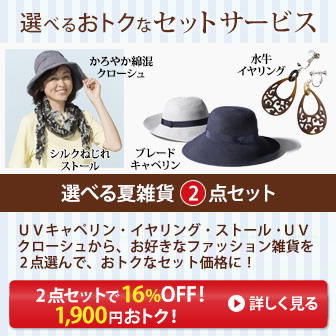 選べるおトクなセットサービス
かろやか綿混
クローシュ
水牛
イヤリング
シルクねじれ
ストール
ブレード
キャペリン
選べる夏雑貨2点セット
UVキャペリン・イヤリング・ストール・UV
クローシュから、お好きなファッション雑貨を
2点選んで、おトクなセット価格に!
2点セットで16%OFF!
1,900円おトク!
詳しく見る